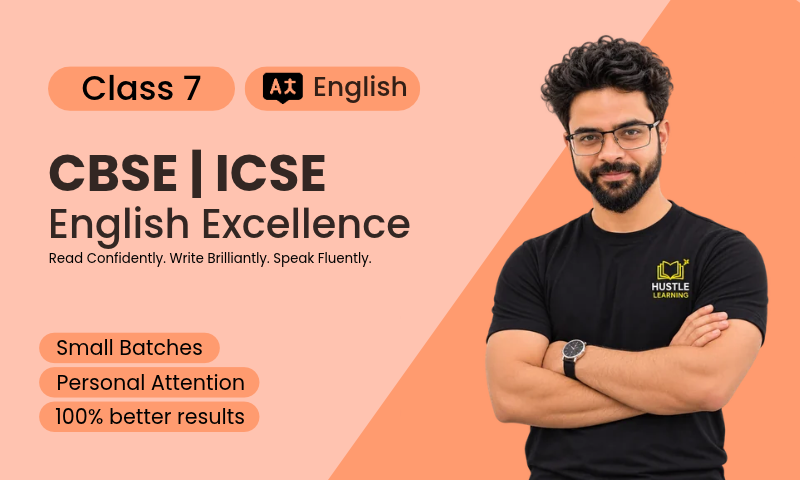 Class 7
English
CBSE | ICSE
English Excellence
Read Confidently. Write Brilliantly. Speak Fluently.
Small Batches
Personal Attention
100% better results
HUSTLE
LEARNING